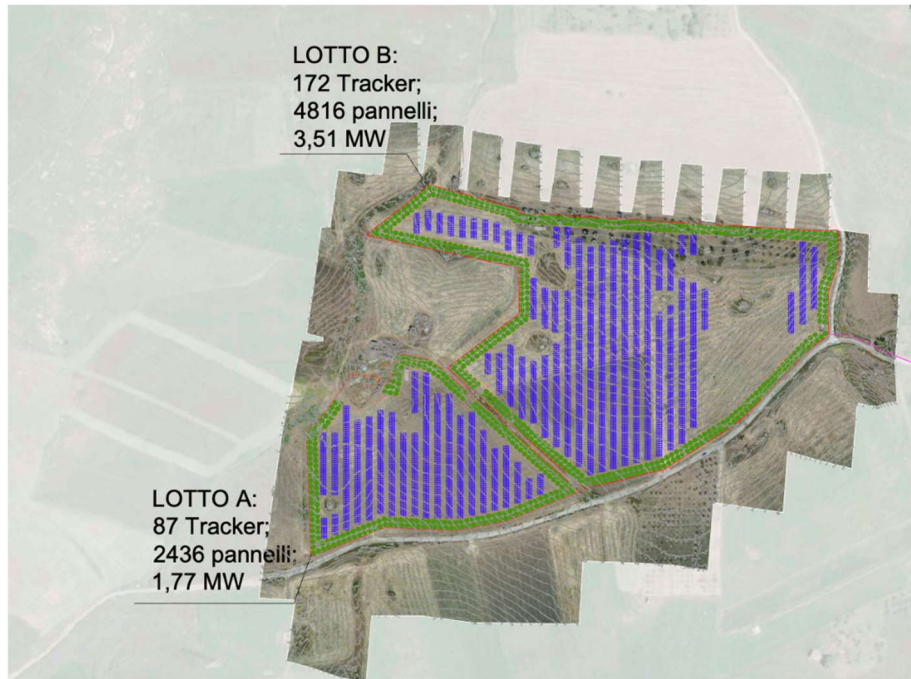 LOTTO B:
172 Tracker;
4816 pannelli;
3,51 MW
LOTTO A:
87 Tracker;
2436 pannelli;
1,77 MW